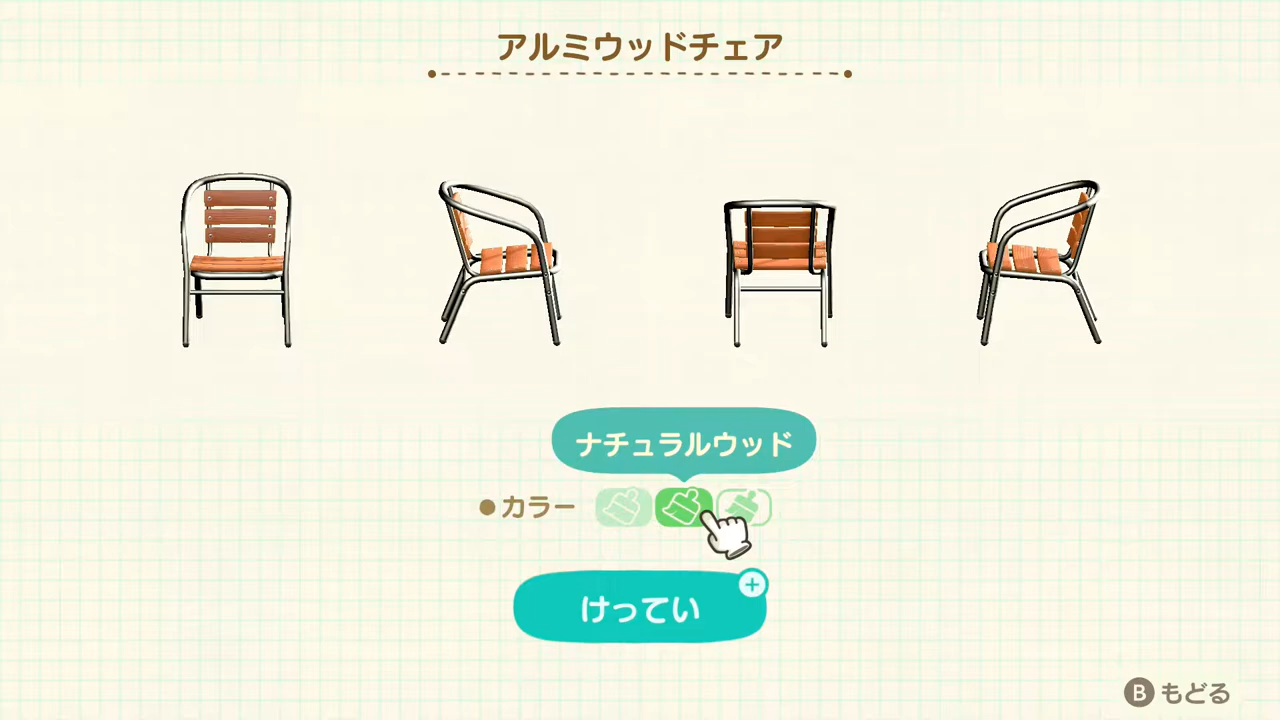 アルミウッドチェア
ナチュラルウッド
●カラー
けってい
+
B もどる